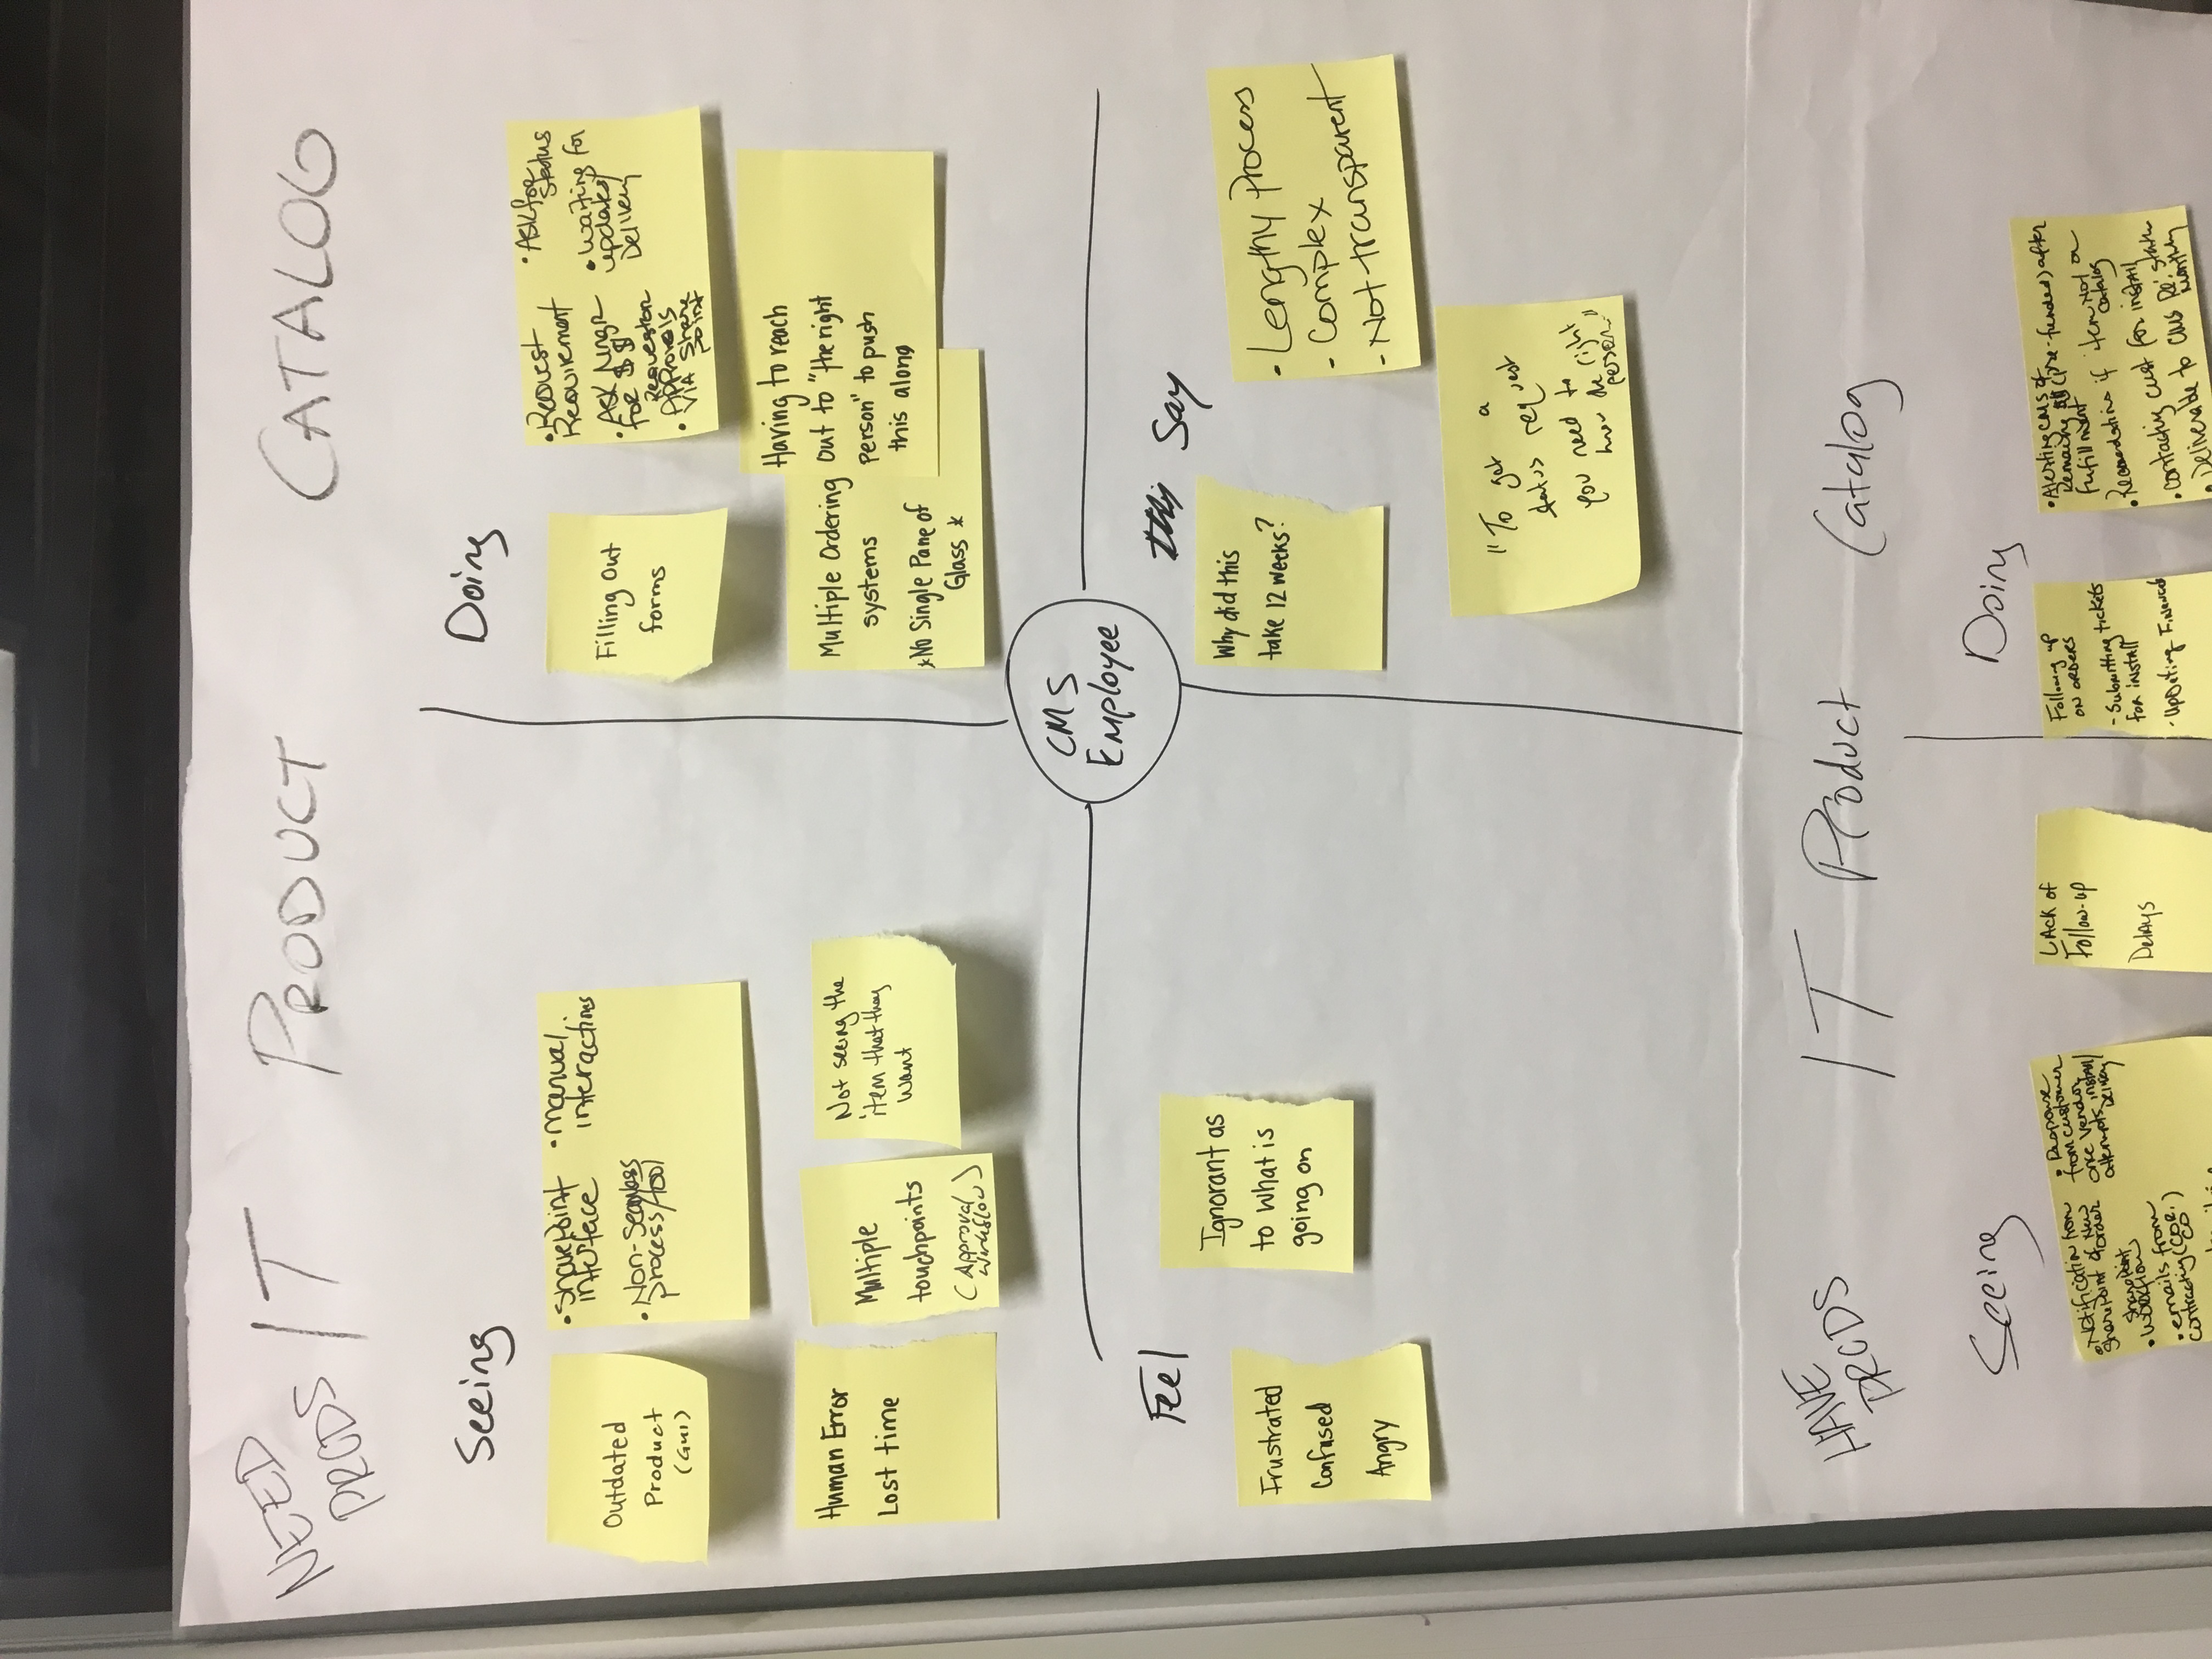 NEED
PRODS
IT PRODUCT CATALOG
Seeing
Outdated
Product
(GUI)
• SharePoint
interface
• Non-Seamless
process/tool
• manual
interactions
Human Error
Lost time
Multiple
touchpoints
(Approval
workflow)
Not seeing the
item that they
want
Doing
Filling Out
forms
• Request
Requirement
• ASK Mngr
for $$
Requestor
• Approvals
VIA Share
point
• ASK for
Status
• waiting for
updates/
Delivery
Multiple Ordering
systems
*No Single Pane of
Glass *
Having to reach
out to "the right
person" to push
this along
CMS
Employee
Feel
Frustrated
Confused
Angry
Ignorant as
to what is
going on
Say
Why did this
take 12 weeks?
• Lengthy process
- Complex
- Not transparent
"To get a
status request
you need to
know the right
person"
HAVE
PRODS
IT Product Catalog
Seeing
• Notification from
SharePoint of New
order
• SharePoint
Workflow
• emails from
contracting (COR,
CO)
• Response
from customer
once Vendor
attempts install/
Delivery
LACK of
Follow-up
Delays
Doing
Following up
ON ORDERS
- Submitting tickets
for install
- Updating Financials
• Alerting CMS of
Remaining $$ (pre-funded) after
fufillment
• if item not on
catalog
• contacting cust for install
• Deliverable to CMS Re: status
monthly